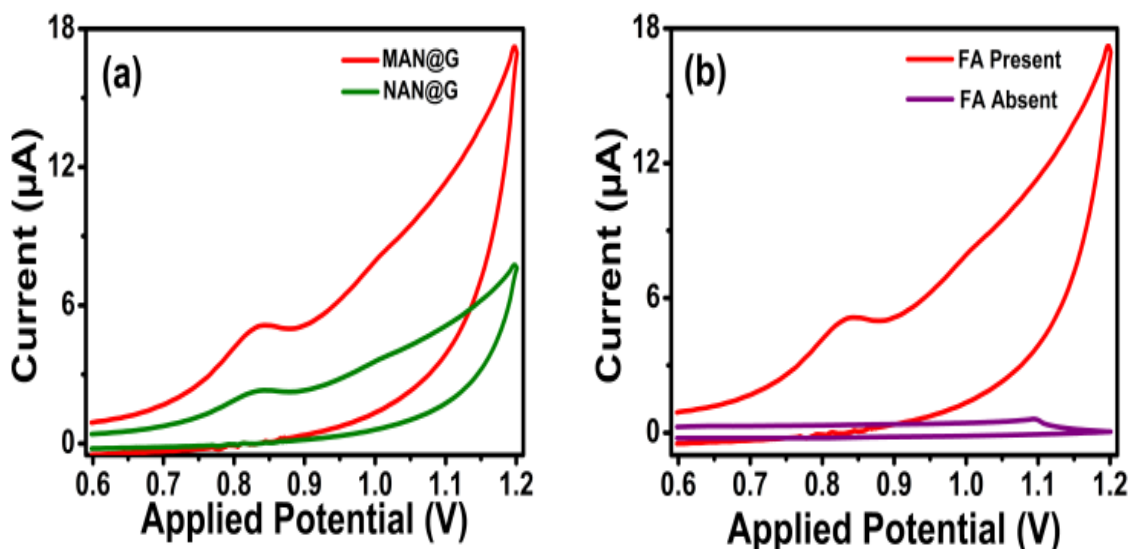 (a)
MAN@G
NAN@G
Current (µA)
18
12
6
0
0.6 0.7 0.8 0.9 1.0 1.1 1.2
Applied Potential (V)
(b)
FA Present
FA Absent
Current (µA)
18
12
6
0
0.6 0.7 0.8 0.9 1.0 1.1 1.2
Applied Potential (V)